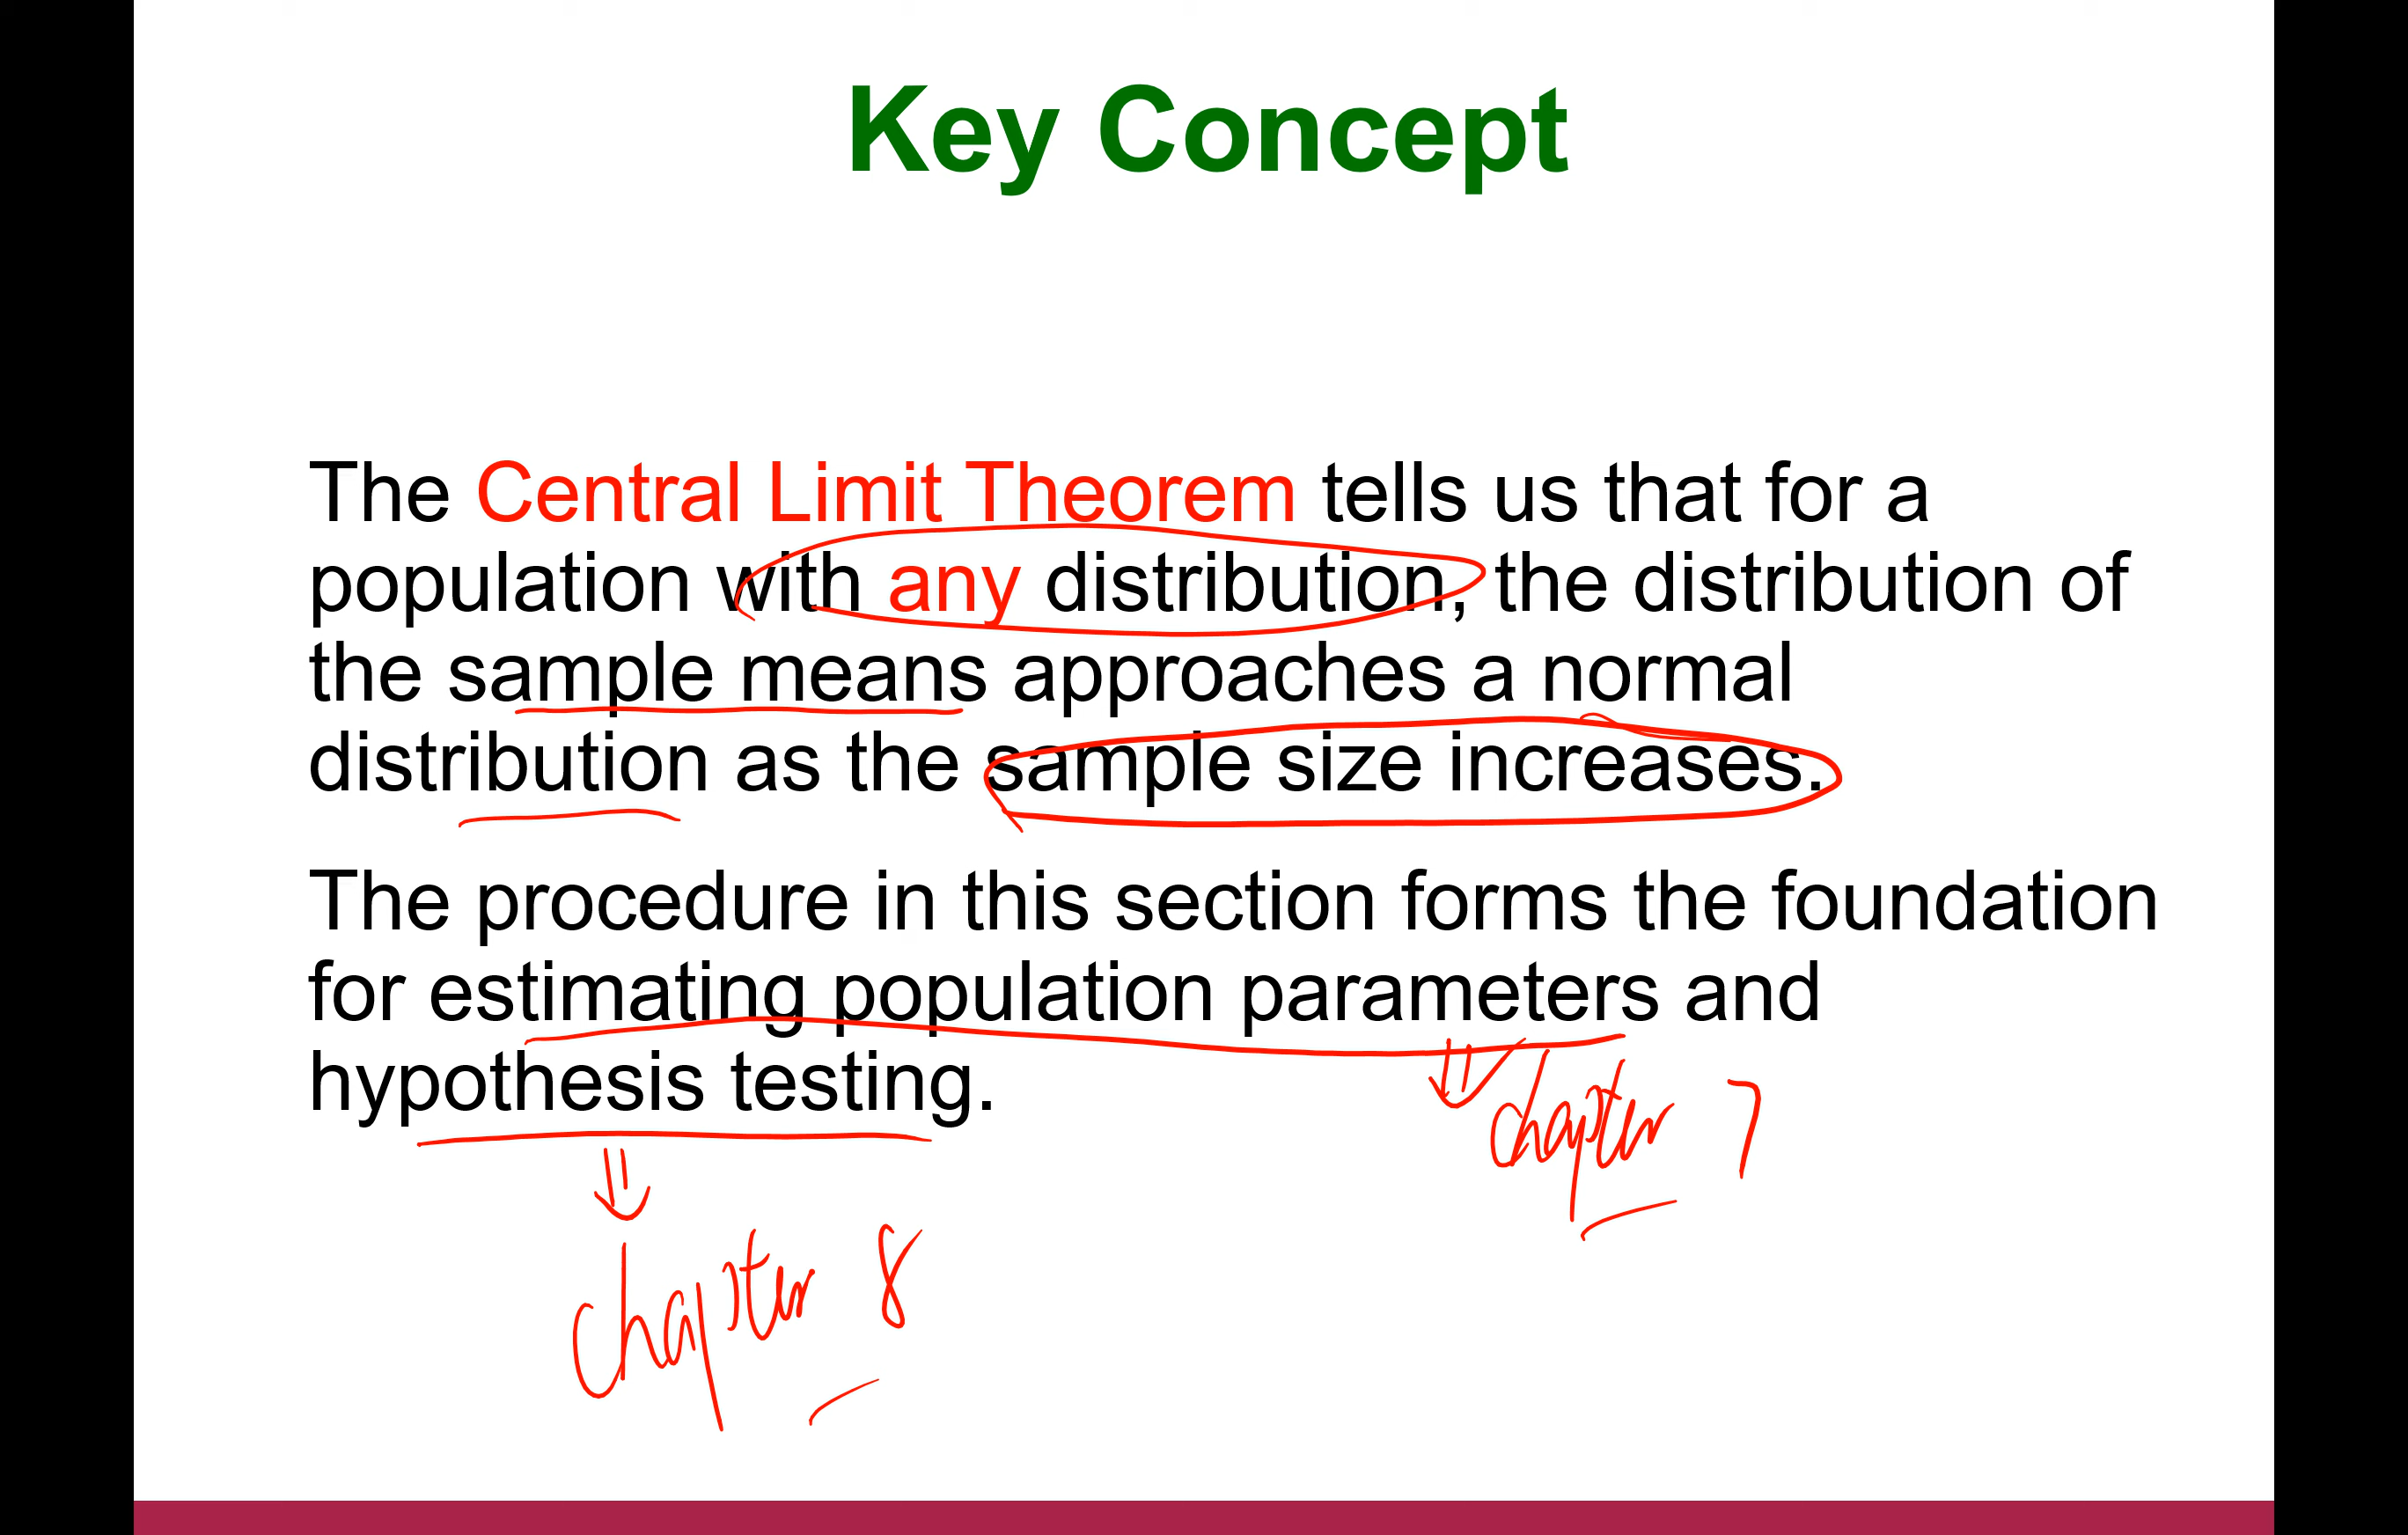 Key Concept
The Central Limit Theorem tells us that for a
population with any distribution, the distribution of
the sample means approaches a normal
distribution as the sample size increases.
The procedure in this section forms the foundation
for estimating population parameters and
hypothesis testing.
chapter 7
chapter 8